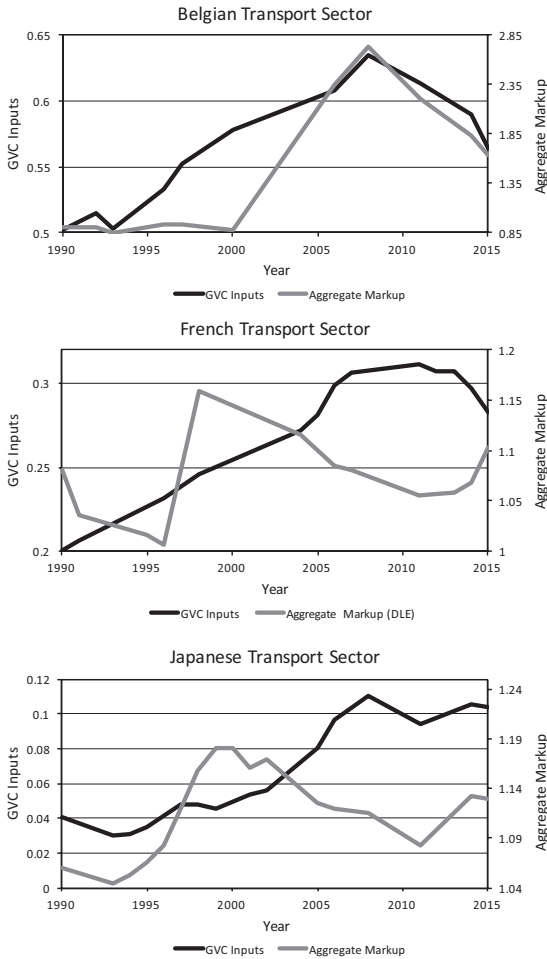 Belgian Transport Sector
0.65
0.6
0.55
0.5
GVC Inputs
2.85
2.35
1.85
1.35
0.85
Aggregate Markup
1990 1995 2000 2005 2010 2015
Year
GVC Inputs Aggregate Markup
French Transport Sector
0.3
0.25
0.2
GVC Inputs
1.2
1.15
1.1
1.05
1
Aggregate Markup
1990 1995 2000 2005 2010 2015
Year
GVC Inputs Aggregate Markup (DLE)
Japanese Transport Sector
0.12
0.1
0.08
0.06
0.04
0.02
0
GVC Inputs
1.24
1.19
1.14
1.09
1.04
Aggregate Markup
1990 1995 2000 2005 2010 2015
Year
GVC Inputs Aggregate Markup